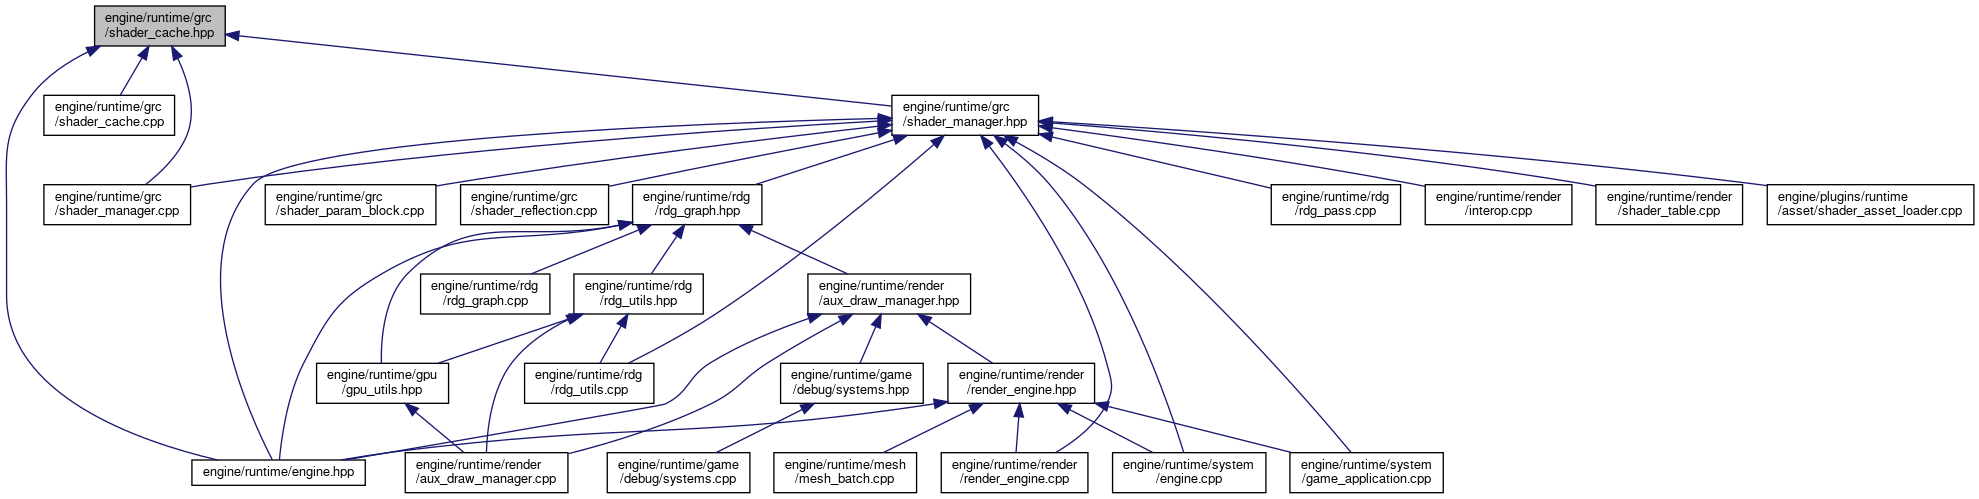 engine/runtime/grc
/shader_cache.hpp
engine/runtime/grc
/shader_cache.cpp
engine/runtime/grc
/shader_manager.hpp
engine/runtime/grc
/shader_manager.cpp
engine/runtime/grc
/shader_param_block.cpp
engine/runtime/grc
/shader_reflection.cpp
engine/runtime/rdg
/rdg_graph.hpp
engine/runtime/rdg
/rdg_pass.cpp
engine/runtime/render
/interop.cpp
engine/runtime/render
/shader_table.cpp
engine/plugins/runtime
/asset/shader_asset_loader.cpp
engine/runtime/rdg
/rdg_graph.cpp
engine/runtime/rdg
/rdg_utils.hpp
engine/runtime/render
/aux_draw_manager.hpp
engine/runtime/gpu
/gpu_utils.hpp
engine/runtime/rdg
/rdg_utils.cpp
engine/runtime/game
/debug/systems.hpp
engine/runtime/render
/render_engine.hpp
engine/runtime/engine.hpp
engine/runtime/render
/aux_draw_manager.cpp
engine/runtime/game
/debug/systems.cpp
engine/runtime/mesh
/mesh_batch.cpp
engine/runtime/render
/render_engine.cpp
engine/runtime/system
/engine.cpp
engine/runtime/system
/game_application.cpp